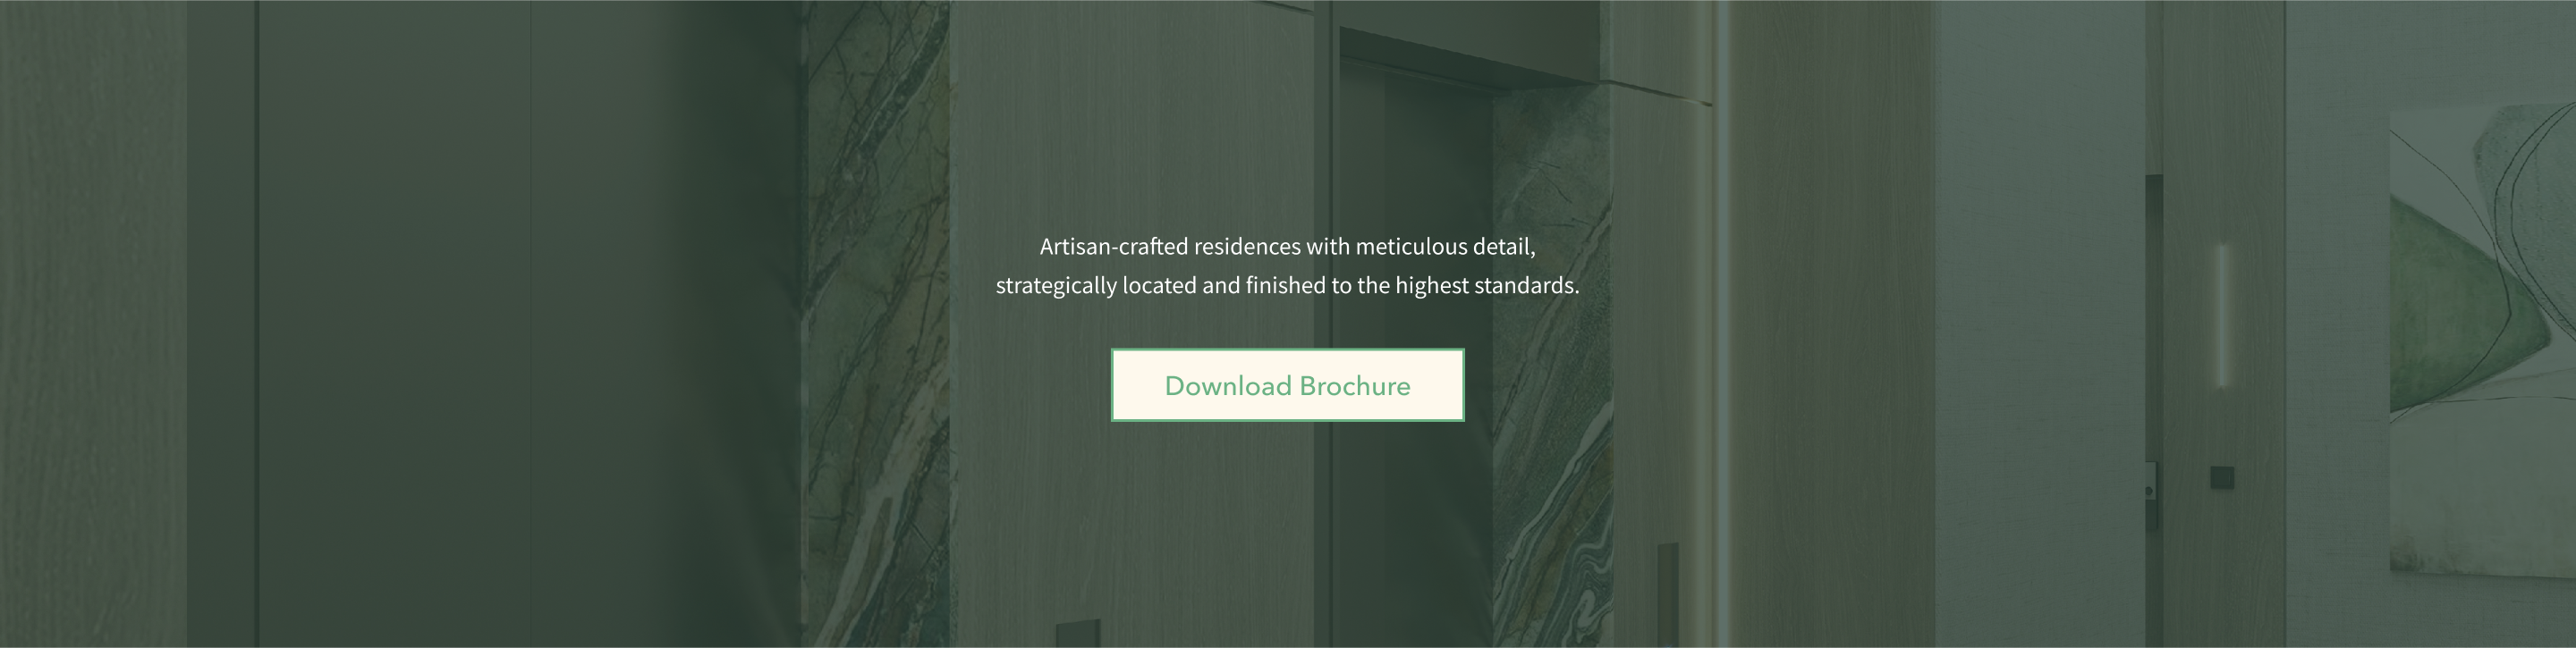 Artisan-crafted residences with meticulous detail,
strategically located and finished to the highest standards.
Download Brochure